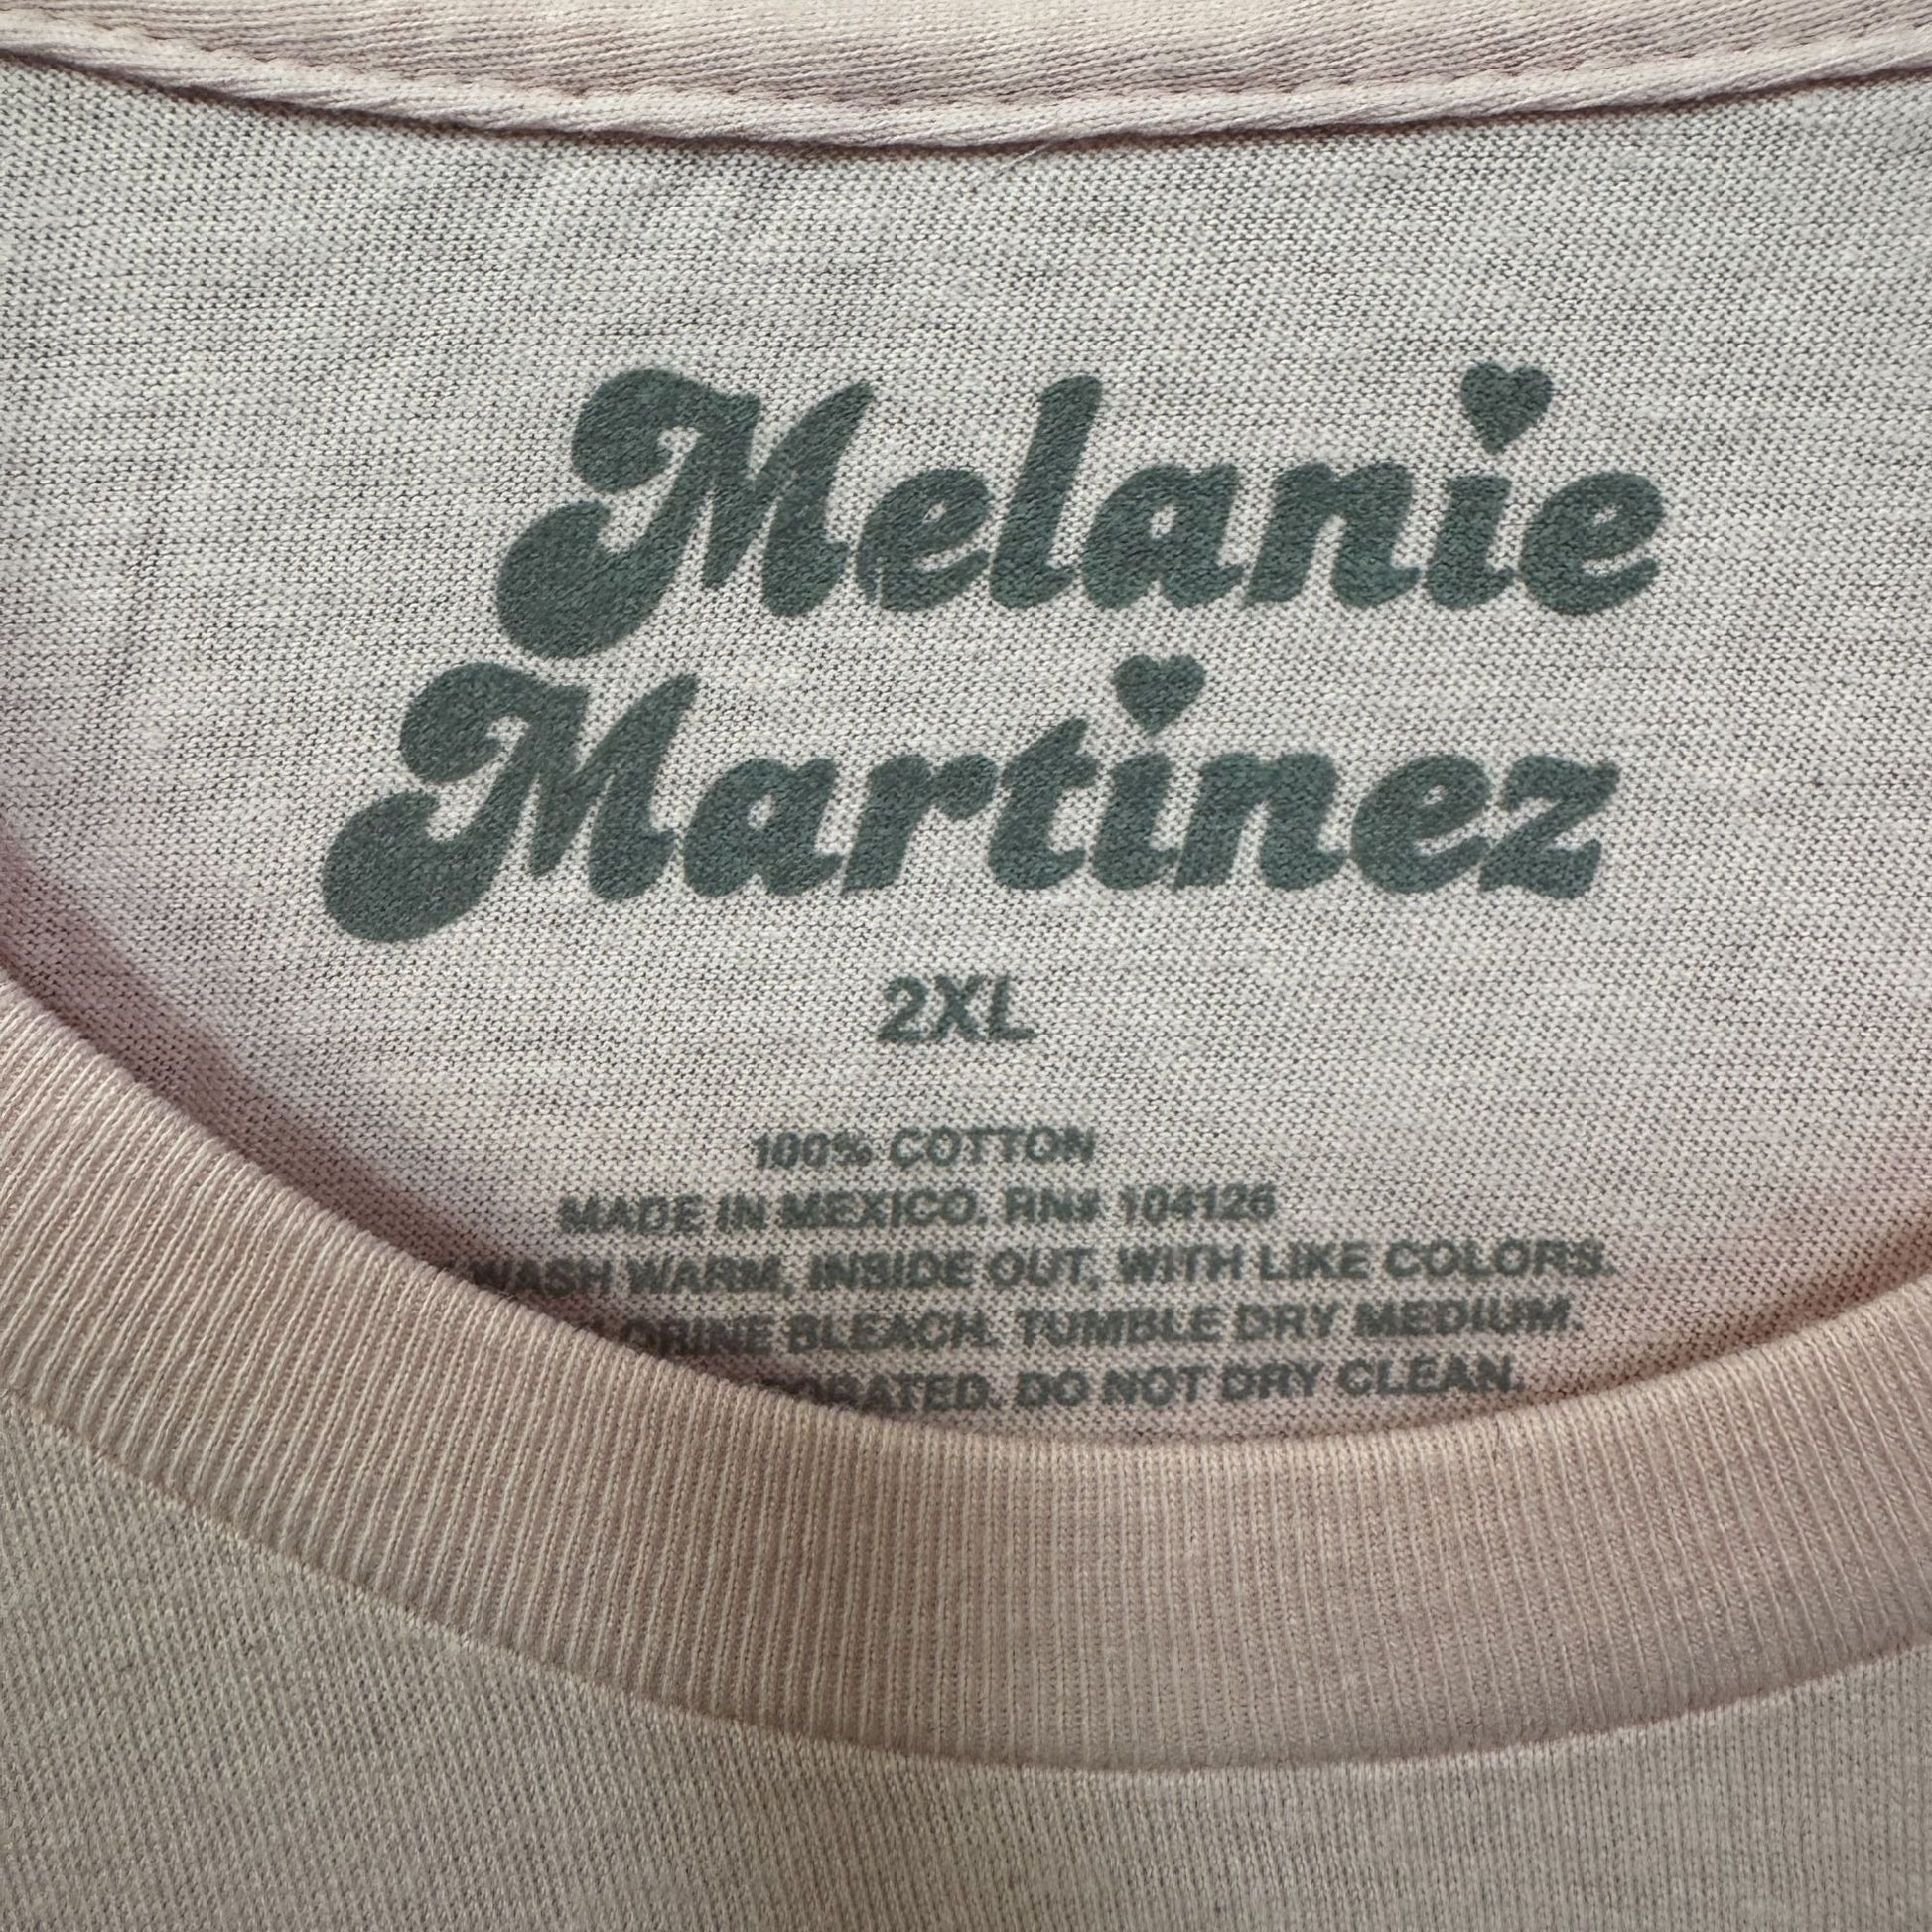 Melanie
Martinez
2XL
100% COTTON
MADE IN MEXICO. RN# 104126
WASH WARM, INSIDE OUT, WITH LIKE COLORS.
BLEACH. TUMBLE DRY MEDIUM.
DO NOT DRY CLEAN.